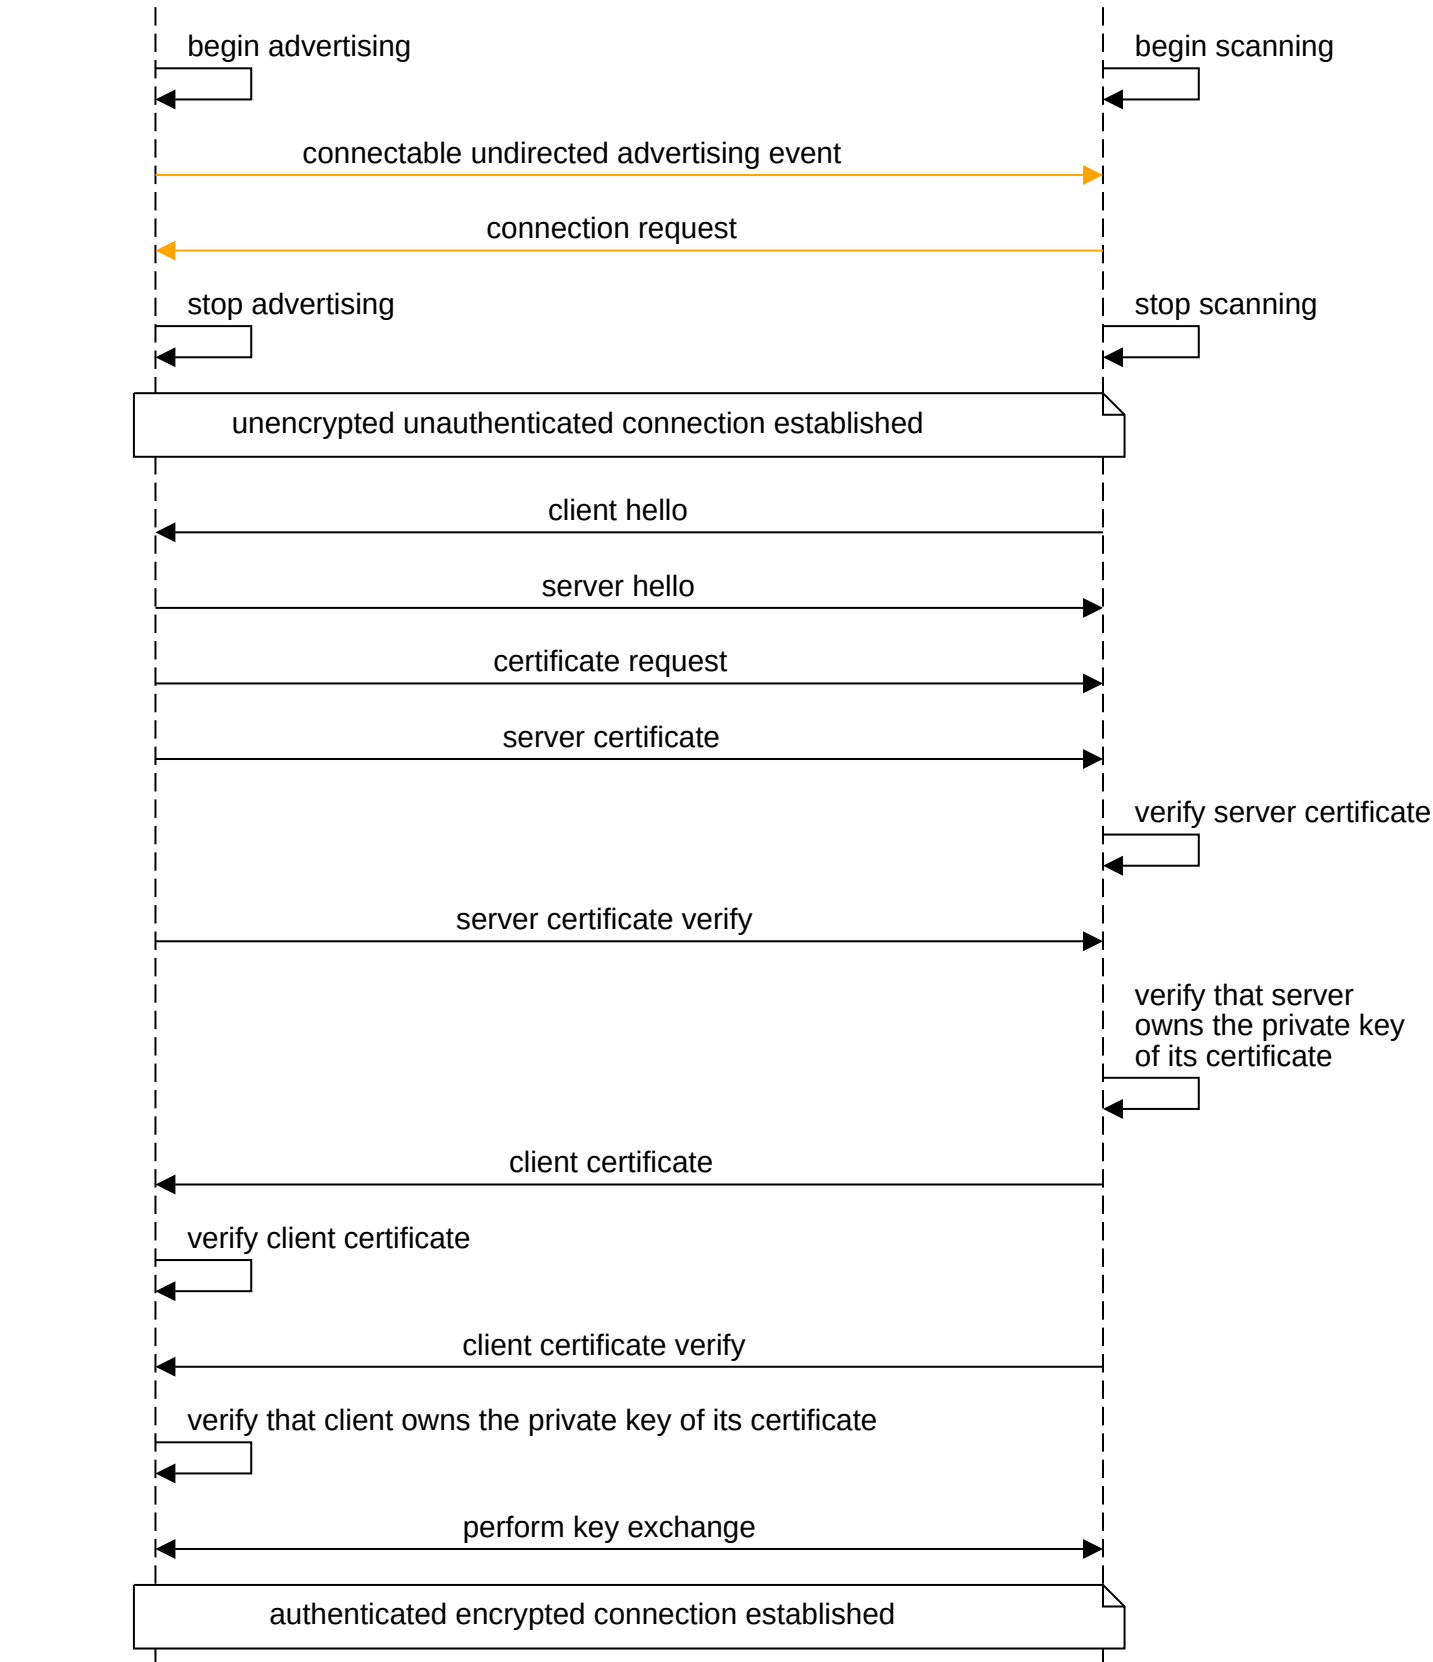 begin advertising
begin scanning
connectable undirected advertising event
connection request
stop advertising
stop scanning
unencrypted unauthenticated connection established
client hello
server hello
certificate request
server certificate
verify server certificate
server certificate verify
verify that server
owns the private key
of its certificate
client certificate
verify client certificate
client certificate verify
verify that client owns the private key of its certificate
perform key exchange
authenticated encrypted connection established